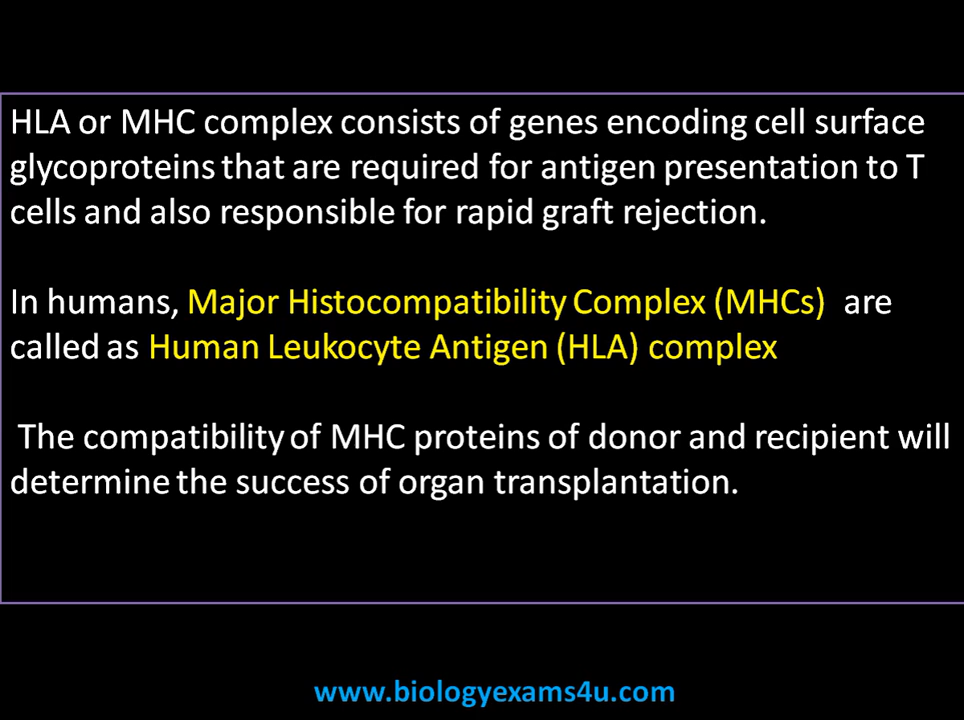 HLA or MHC complex consists of genes encoding cell surface
glycoproteins that are required for antigen presentation to T
cells and also responsible for rapid graft rejection.
In humans, Major Histocompatibility Complex (MHCs) are
called as Human Leukocyte Antigen (HLA) complex
The compatibility of MHC proteins of donor and recipient will
determine the success of organ transplantation.
www.biologyexams4u.com